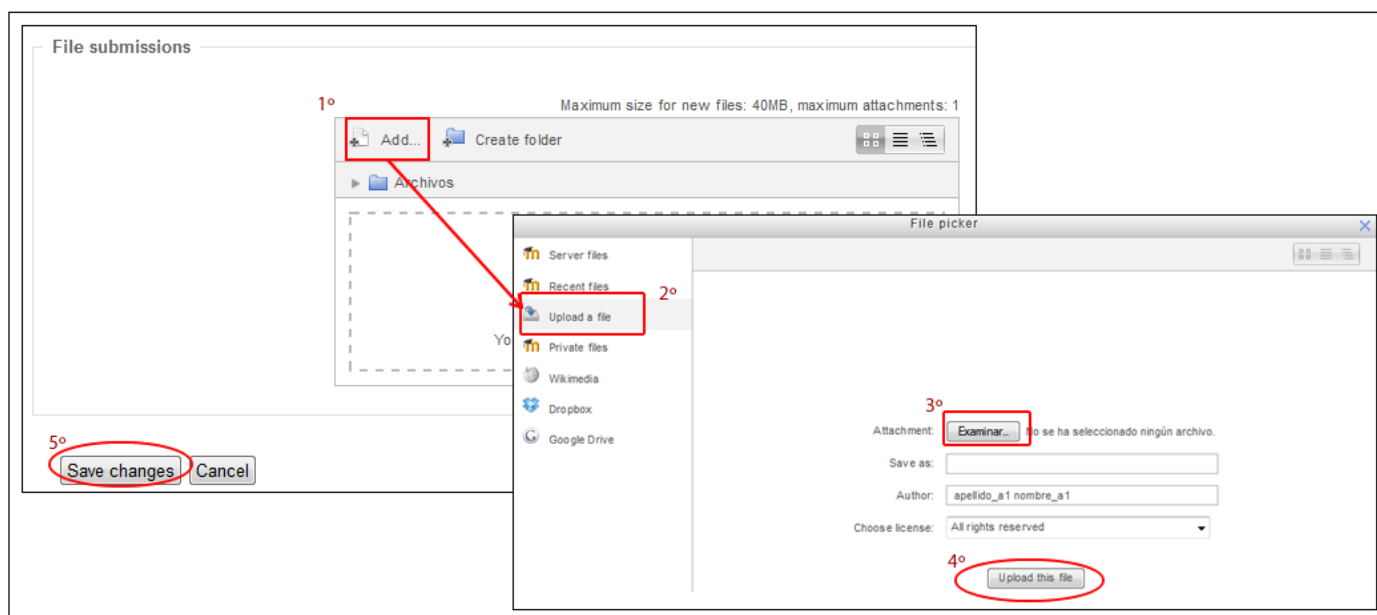 File submissions
1º
Maximum size for new files: 40MB, maximum attachments: 1
Add...
Create folder
Archivos
Yo
5º
Save changes
Cancel
File picker
Server files
Recent files
2º
Upload a file
Private files
Wikimedia
Dropbox
Google Drive
3º
Attachment: Examinar... No se ha seleccionado ningún archivo.
Save as:
Author: apellido_a1 nombre_a1
Choose license: All rights reserved
4º
Upload this file